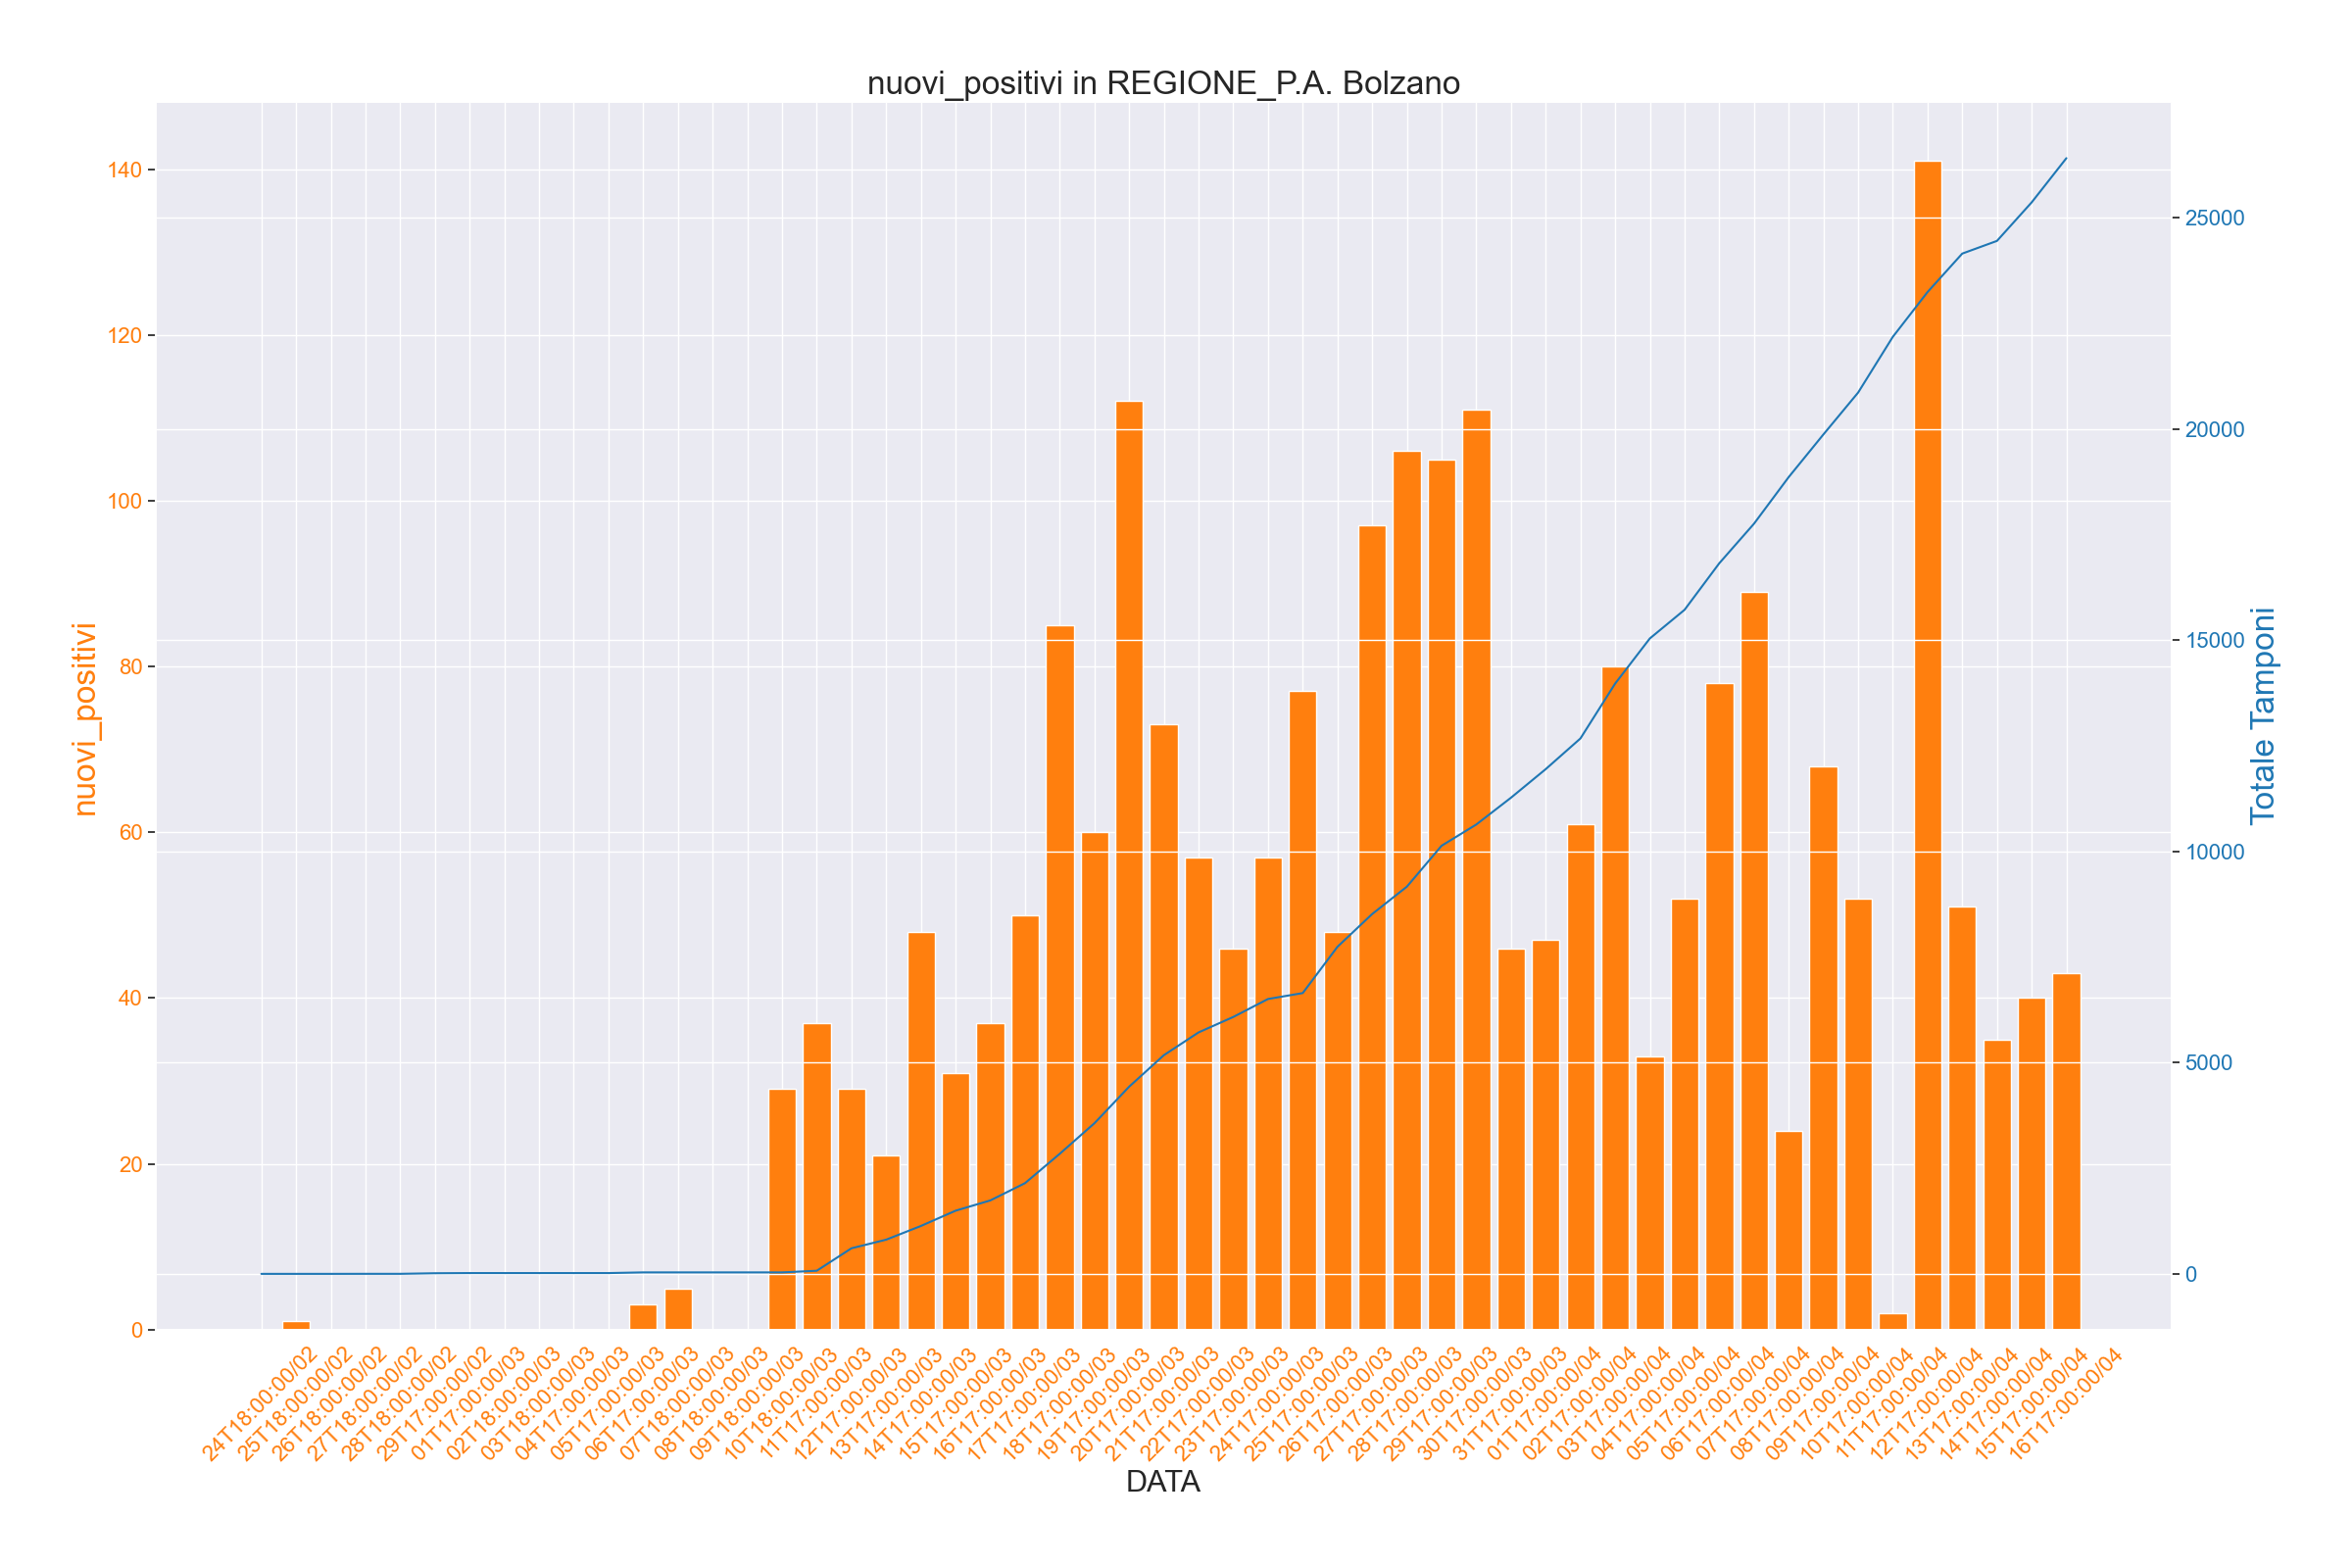 nuovi_positivi in REGIONE_P.A. Bolzano
140
120
100
80
60
40
20
0
nuovi_positivi
25000
20000
15000
10000
5000
0
Totale Tamponi
24T18:00:00/02
25T18:00:00/02
26T18:00:00/02
27T18:00:00/02
28T18:00:00/02
29T17:00:00/02
01T17:00:00/03
02T18:00:00/03
03T18:00:00/03
04T17:00:00/03
05T17:00:00/03
06T17:00:00/03
07T18:00:00/03
08T18:00:00/03
09T18:00:00/03
10T18:00:00/03
11T17:00:00/03
12T17:00:00/03
13T17:00:00/03
14T17:00:00/03
15T17:00:00/03
16T17:00:00/03
17T17:00:00/03
18T17:00:00/03
19T17:00:00/03
20T17:00:00/03
21T17:00:00/03
22T17:00:00/03
23T17:00:00/03
24T17:00:00/03
25T17:00:00/03
26T17:00:00/03
27T17:00:00/03
28T17:00:00/03
29T17:00:00/03
30T17:00:00/03
31T17:00:00/03
01T17:00:00/04
02T17:00:00/04
03T17:00:00/04
04T17:00:00/04
05T17:00:00/04
06T17:00:00/04
07T17:00:00/04
08T17:00:00/04
09T17:00:00/04
10T17:00:00/04
11T17:00:00/04
12T17:00:00/04
13T17:00:00/04
14T17:00:00/04
15T17:00:00/04
16T17:00:00/04
DATA